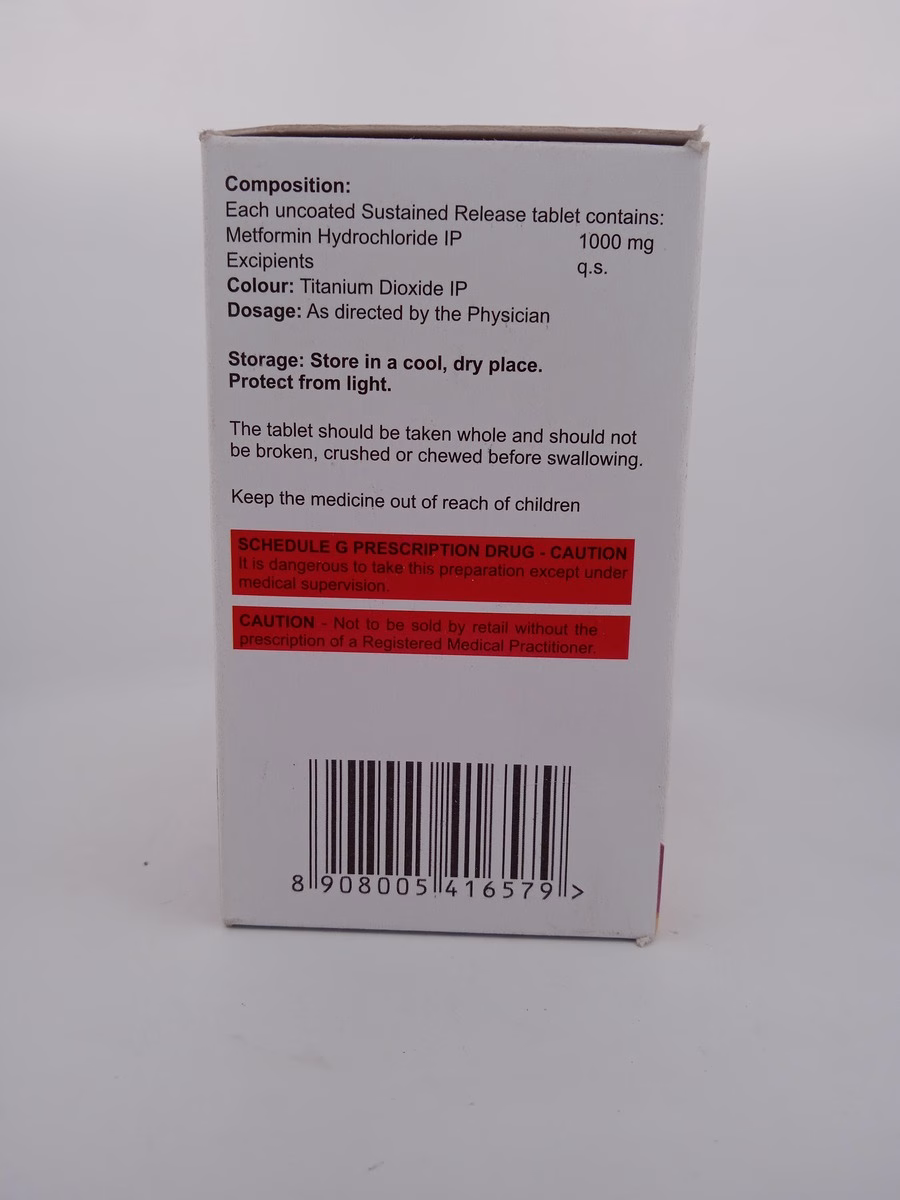 Composition:
Each uncoated Sustained Release tablet contains:
Metformin Hydrochloride IP 1000 mg
Excipients q.s.
Colour: Titanium Dioxide IP
Dosage: As directed by the Physician
Storage: Store in a cool, dry place.
Protect from light.
The tablet should be taken whole and should not
be broken, crushed or chewed before swallowing.
Keep the medicine out of reach of children
SCHEDULE G PRESCRIPTION DRUG - CAUTION
It is dangerous to take this preparation except under
medical supervision.
CAUTION - Not to be sold by retail without the
prescription of a Registered Medical Practitioner.
8 908005 416579 >